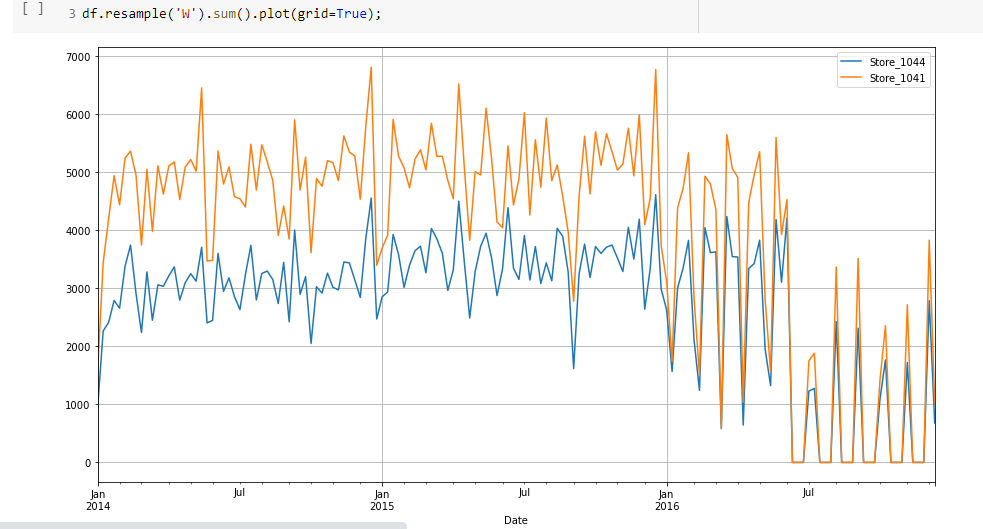 [ ] 3 df.resample('W').sum().plot(grid=True);
7000
Store_1044
Store_1041
6000
5000
4000
3000
2000
1000
0
Jan Jul Jan Jul Jan Jul
2014 2015 2016
Date